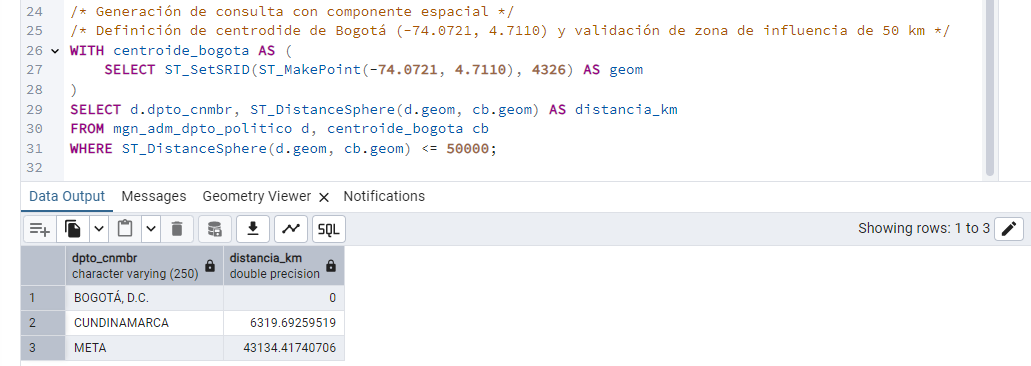 24 /* Generación de consulta con componente espacial */
25 /* Definición de centrodide de Bogotá (-74.0721, 4.7110) y validación de zona de influencia de 50 km */
26 WITH centroide_bogota AS (
27 SELECT ST_SetSRID(ST_MakePoint(-74.0721, 4.7110), 4326) AS geom
28 )
29 SELECT d.dpto_cnmbr, ST_DistanceSphere(d.geom, cb.geom) AS distancia_km
30 FROM mgn_adm_dpto_politico d, centroide_bogota cb
31 WHERE ST_DistanceSphere(d.geom, cb.geom) <= 50000;
32
Data Output Messages Geometry Viewer × Notifications
SQL Showing rows: 1 to 3
dpto_cnmbr distancia_km
character varying (250) double precision
1 BOGOTÁ, D.C. 0
2 CUNDINAMARCA 6319.69259519
3 META 43134.41740706